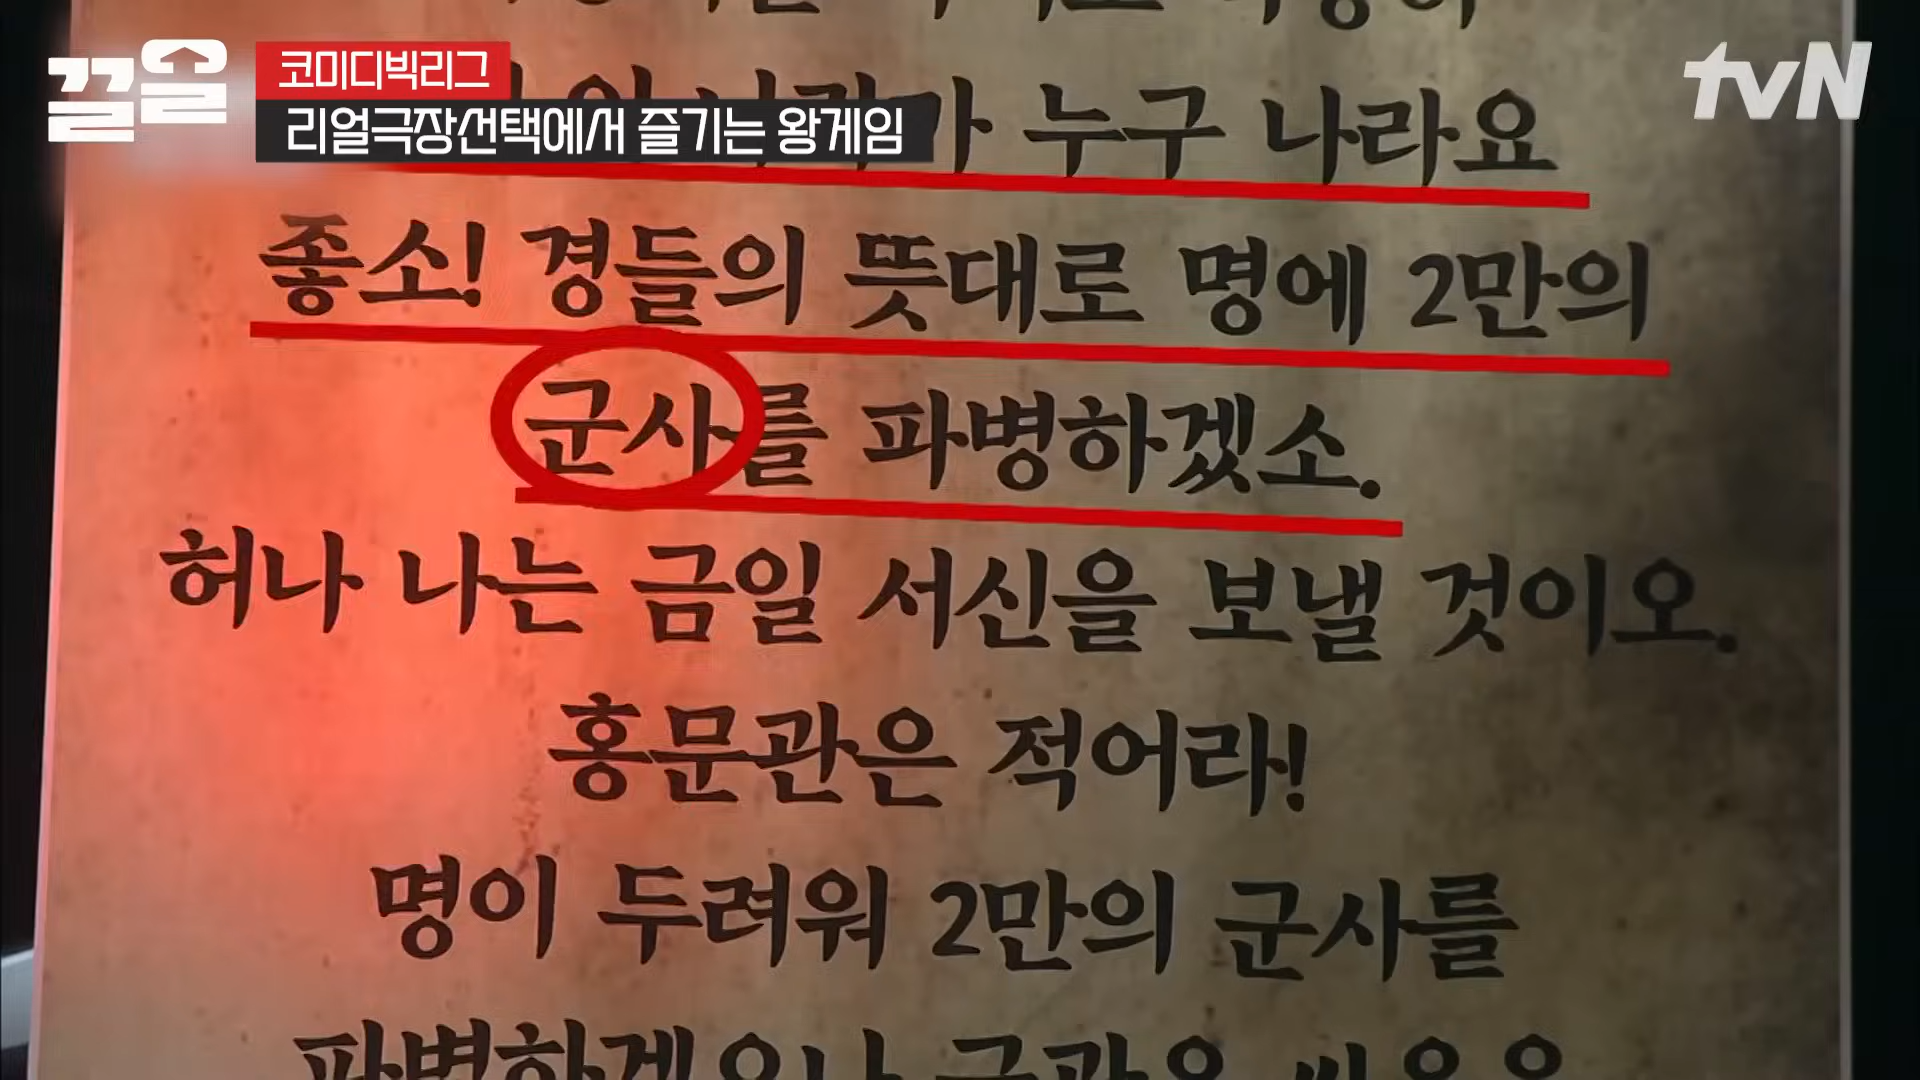 끌올
코미디빅리그
tvN
리얼극장선택에서 즐기는 왕게임
누구 나라요
좋소! 경들의 뜻대로 명에 2만의
군사를 파병하겠소.
허나 나는 금일 서신을 보낼 것이오.
홍문관은 적어라!
명이 두려워 2만의 군사를